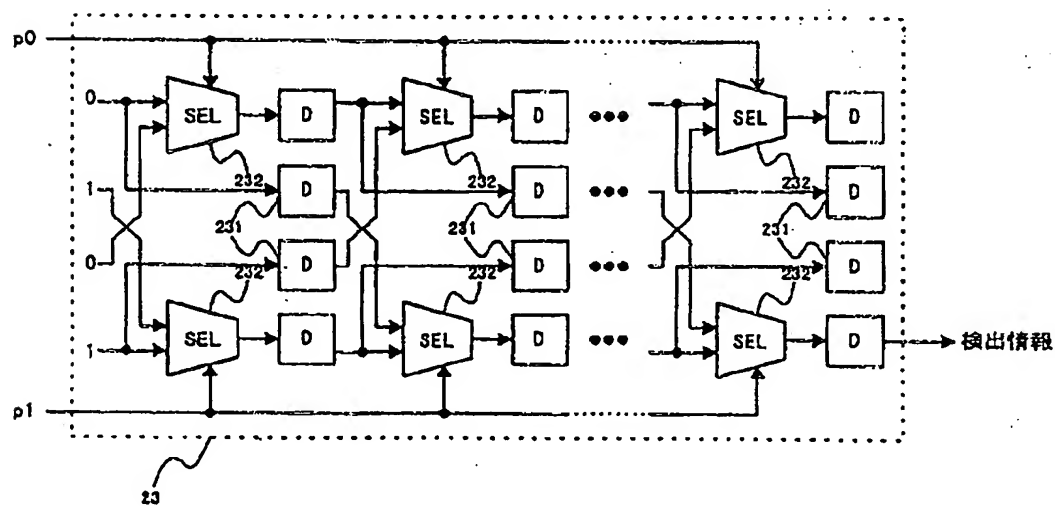 p0
0 SEL D SEL D ••• SEL D
232 232 232
1 D D ••• D
231 231 231
0 D D ••• D
232 232 232
1 SEL D SEL D ••• SEL D 検出情報
p1
23